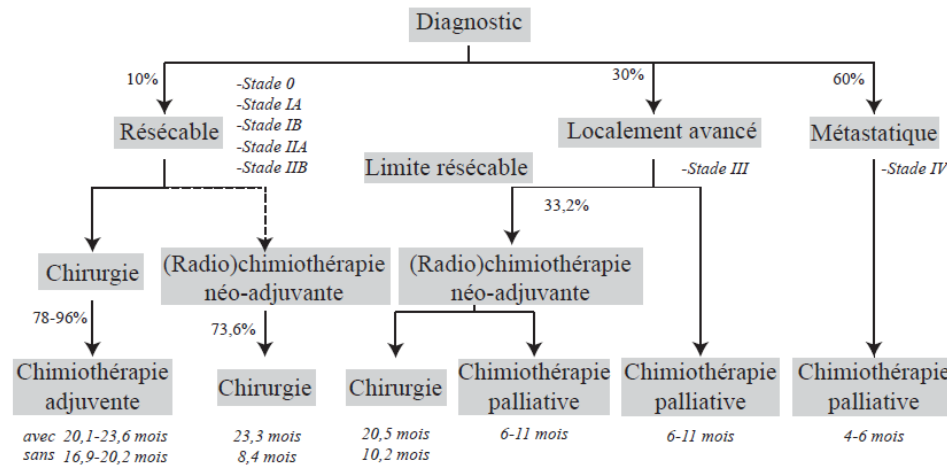 Diagnostic
10%
30%
60%
-Stade 0
-Stade IA
-Stade IB
-Stade IIA
-Stade IIB
Résécable
Localement avancé
Métastatique
Limite résécable
-Stade III
-Stade IV
33,2%
Chirurgie
(Radio)chimiothérapie
néo-adjuvante
(Radio)chimiothérapie
néo-adjuvante
78-96%
73,6%
Chimiothérapie
adjuvente
Chirurgie
Chirurgie
Chimiothérapie
palliative
Chimiothérapie
palliative
Chimiothérapie
palliative
avec 20,1-23,6 mois
sans 16,9-20,2 mois
23,3 mois
8,4 mois
20,5 mois
10,2 mois
6-11 mois
6-11 mois
4-6 mois